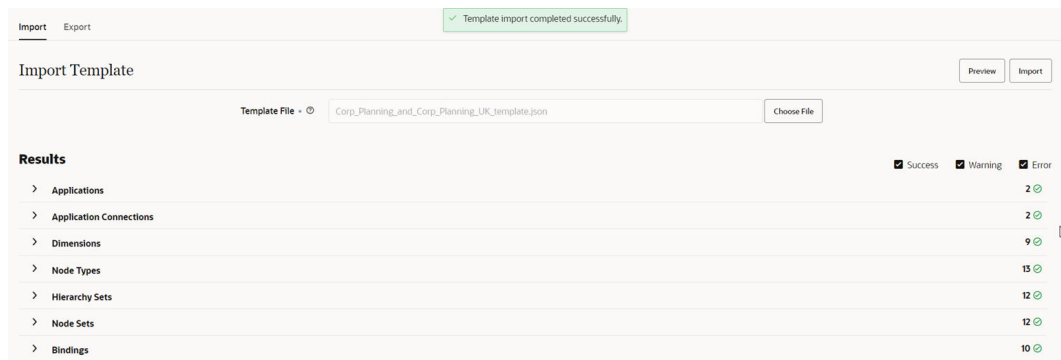 Template import completed successfully.
Import Export
Import Template
Preview Import
Template File * Corp_Planning_and_Corp_Planning_UK_template.json Choose File
Results
Success Warning Error
Applications 2
Application Connections 2
Dimensions 9
Node Types 13
Hierarchy Sets 12
Node Sets 12
Bindings 10